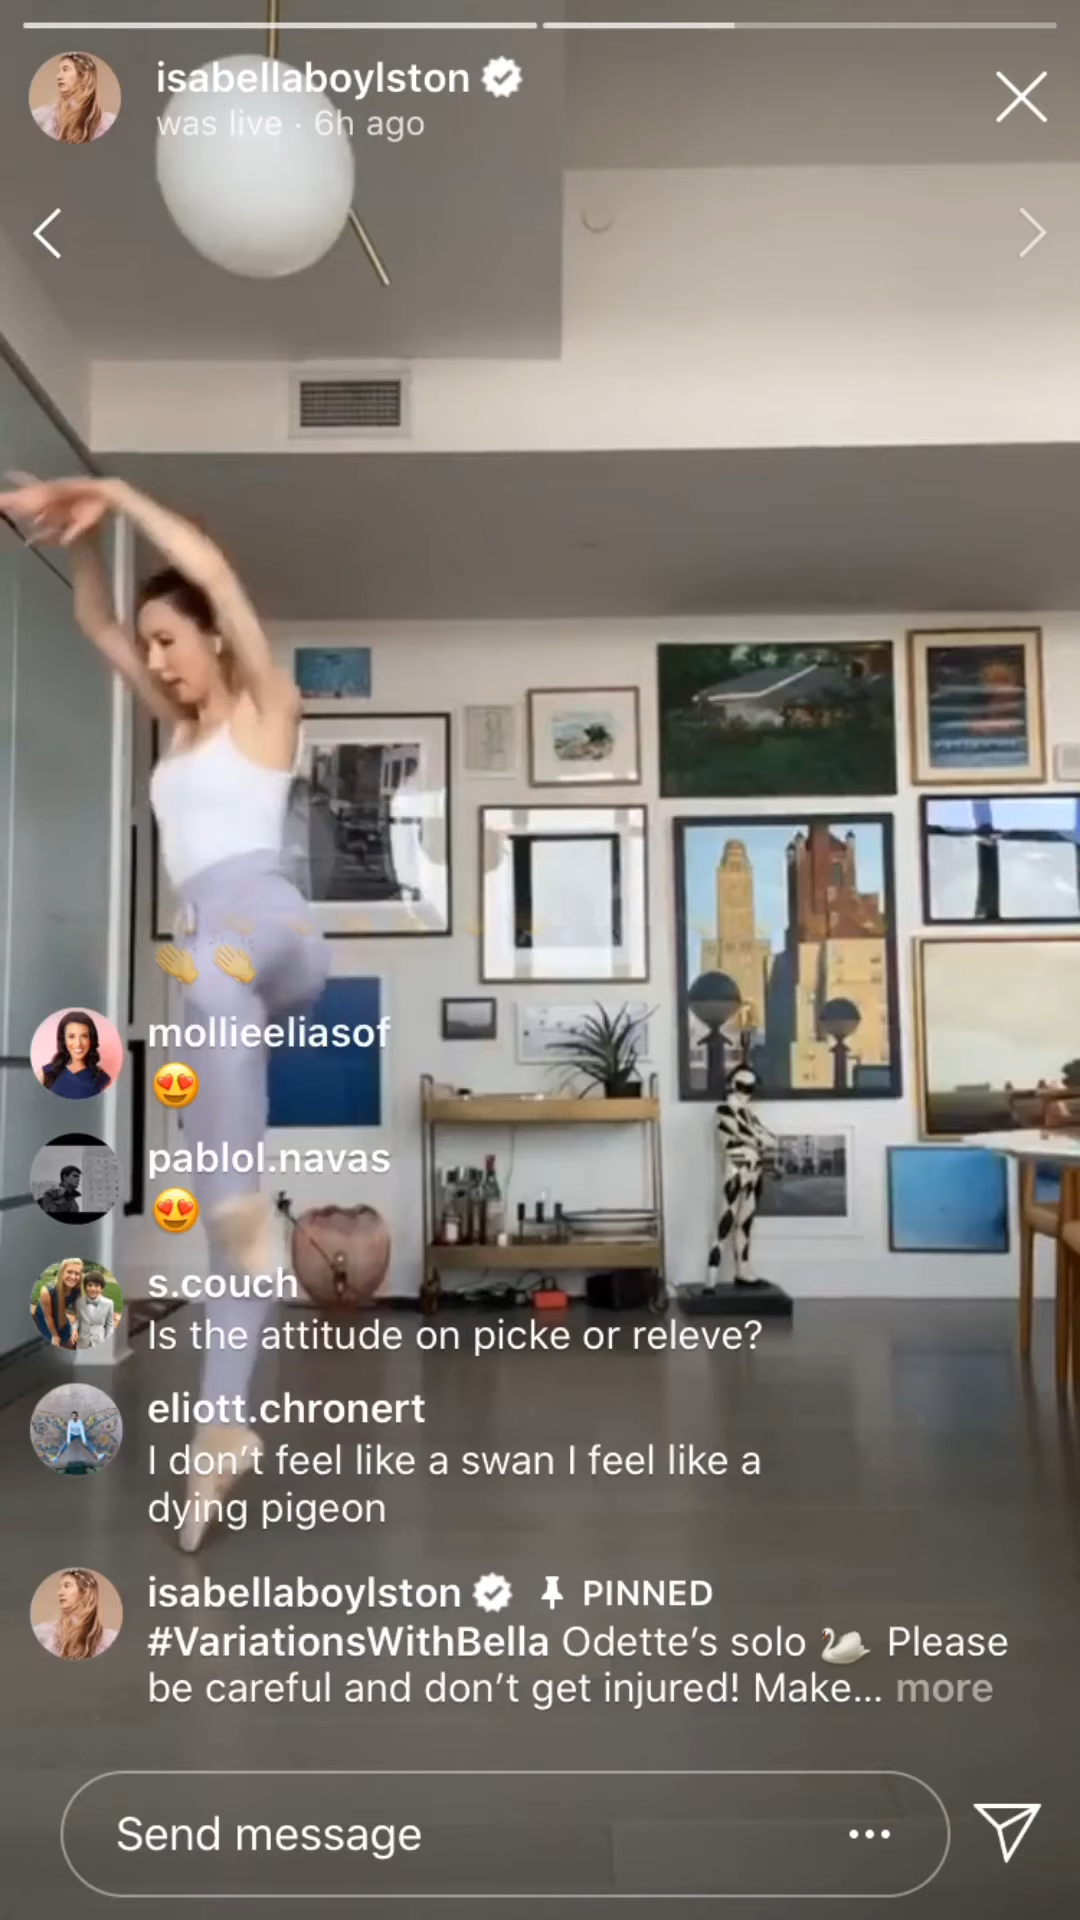 isabellaboylston
was live · 6h ago
mollieeliasof
😍
pablol.navas
😍
s.couch
Is the attitude on picke or releve?
eliott.chronert
I don't feel like a swan I feel like a
dying pigeon
isabellaboylston PINNED
#VariationsWithBella Odette's solo 🦢 Please
be careful and don't get injured! Make... more
Send message